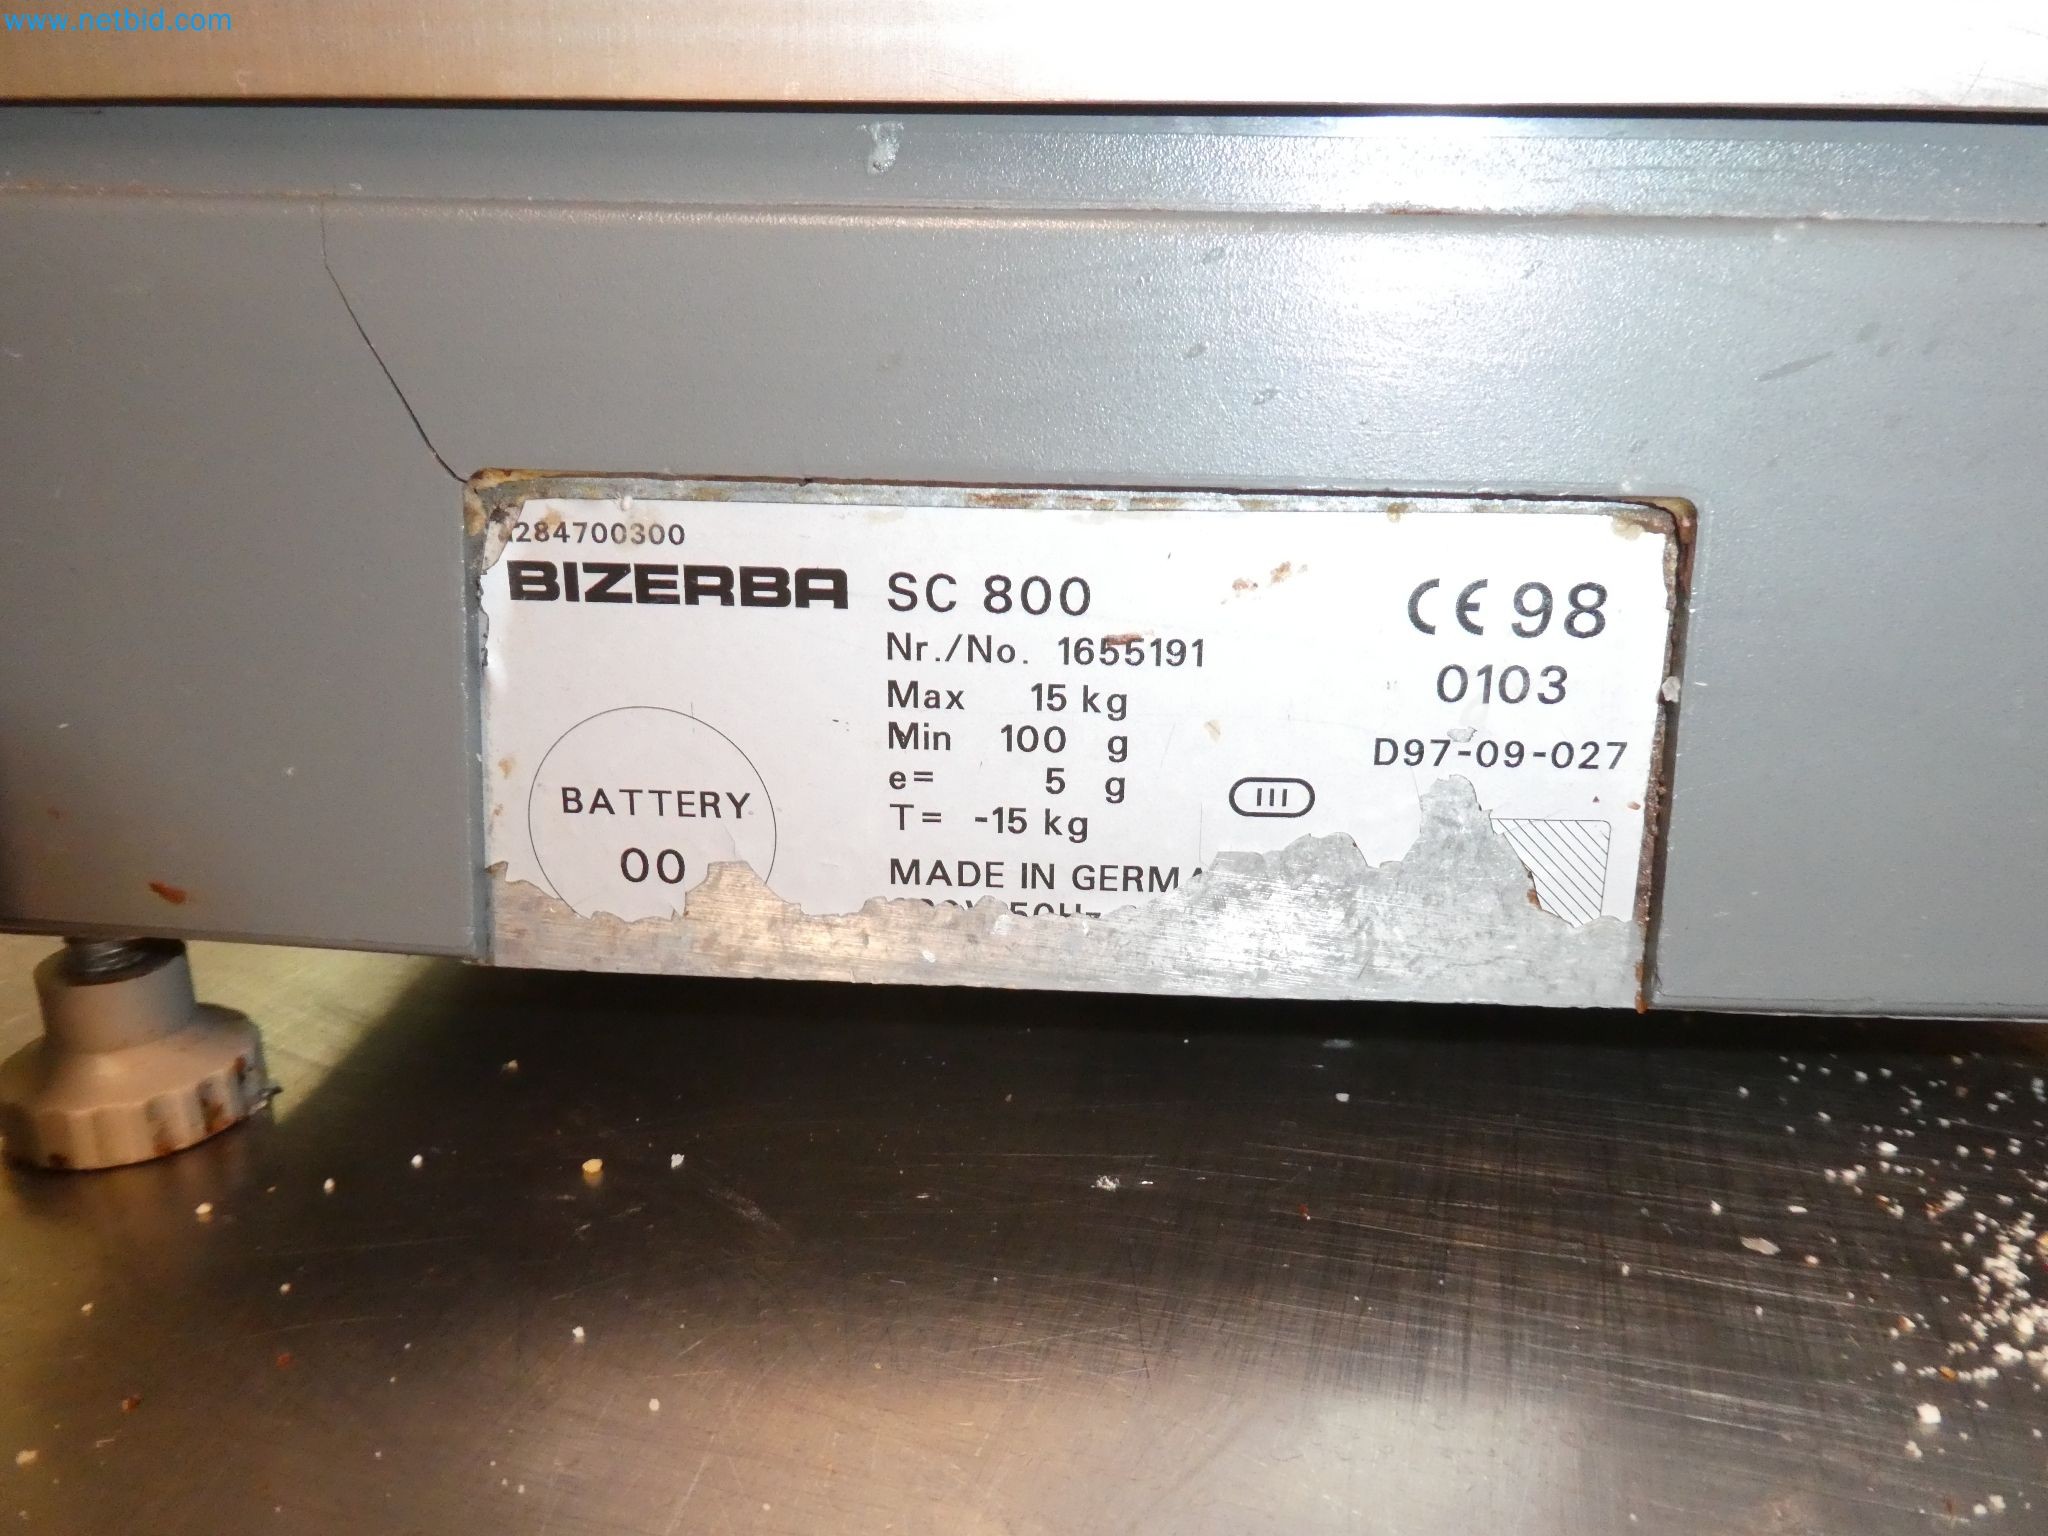 www.netbid.com
284700300
BIZERBA SC 800
Nr./No. 1655191
Max 15 kg
Min 100 g
e= 5 g
T= -15 kg
MADE IN
BATTERY
00
CE 98
0103
D97-09-027
III